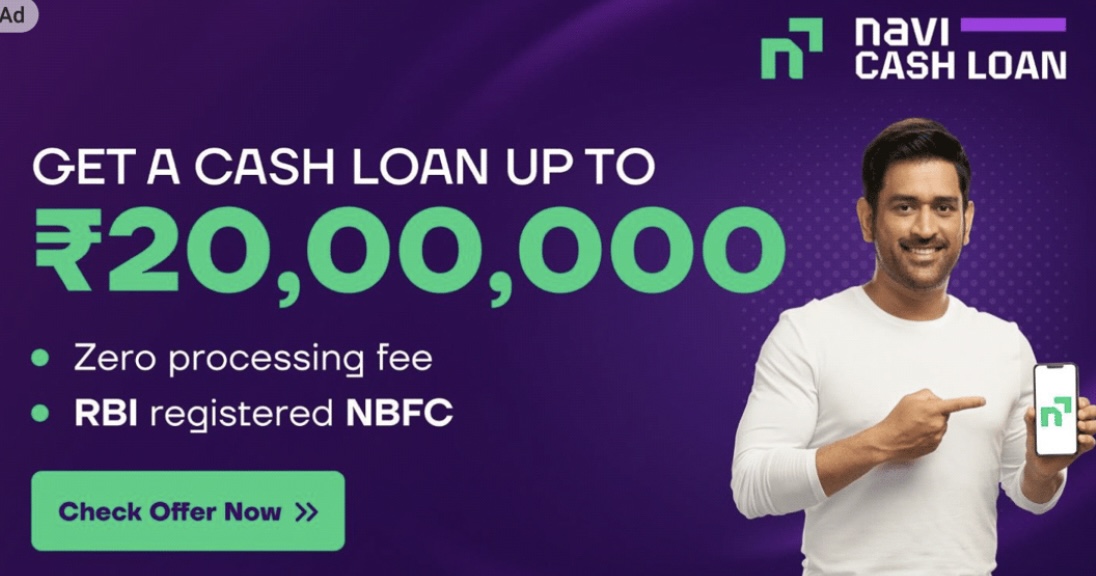 Ad
navi
CASH LOAN
GET A CASH LOAN UP TO
₹20,00,000
Zero processing fee
RBI registered NBFC
Check Offer Now >>